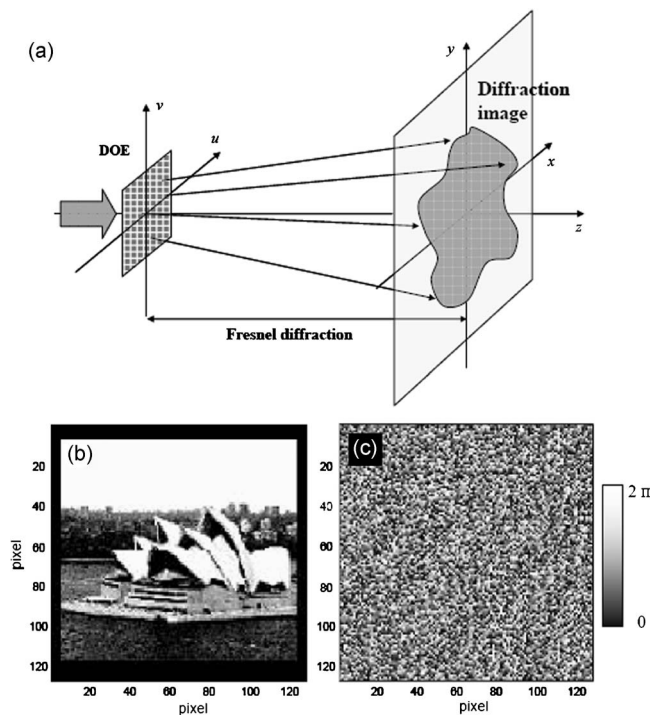 (a)
y
Diffraction
image
v
u
DOE
x
z
Fresnel diffraction
(b)
20
40
60
80
100
120
pixel
20 40 60 80 100 120
pixel
(c)
20
40
60
80
100
120
20 40 60 80 100 120
pixel
2 π
0